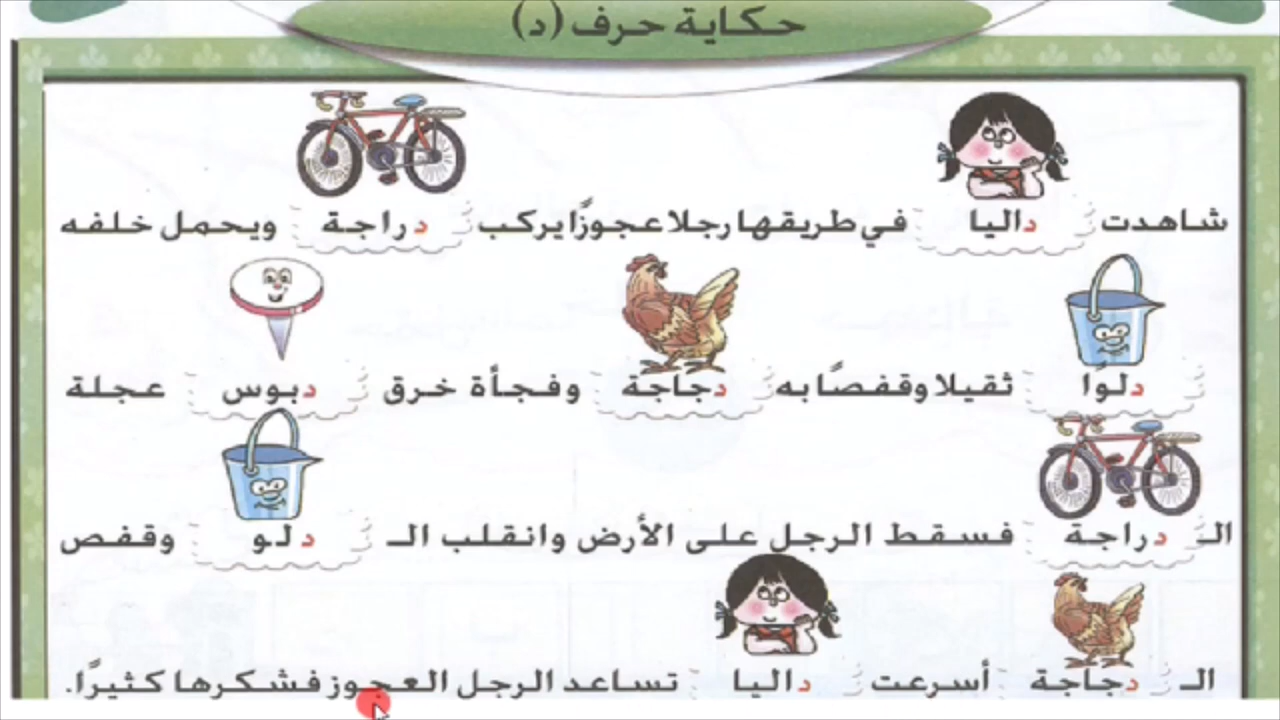 حكاية حرف (د)
شاهدت داليا في طريقها رجلا عجوزًا يركب دراجة ويحمل خلفه
دلوًا ثقيلا وقفصًا به دجاجة وفجأة خرق دبوس عجلة
الـ دراجة فسقط الرجل على الأرض وانقلب الـ دلو وقفص
الـ دجاجة أسرعت داليا تساعد الرجل العجوز فشكرها كثيرًا.